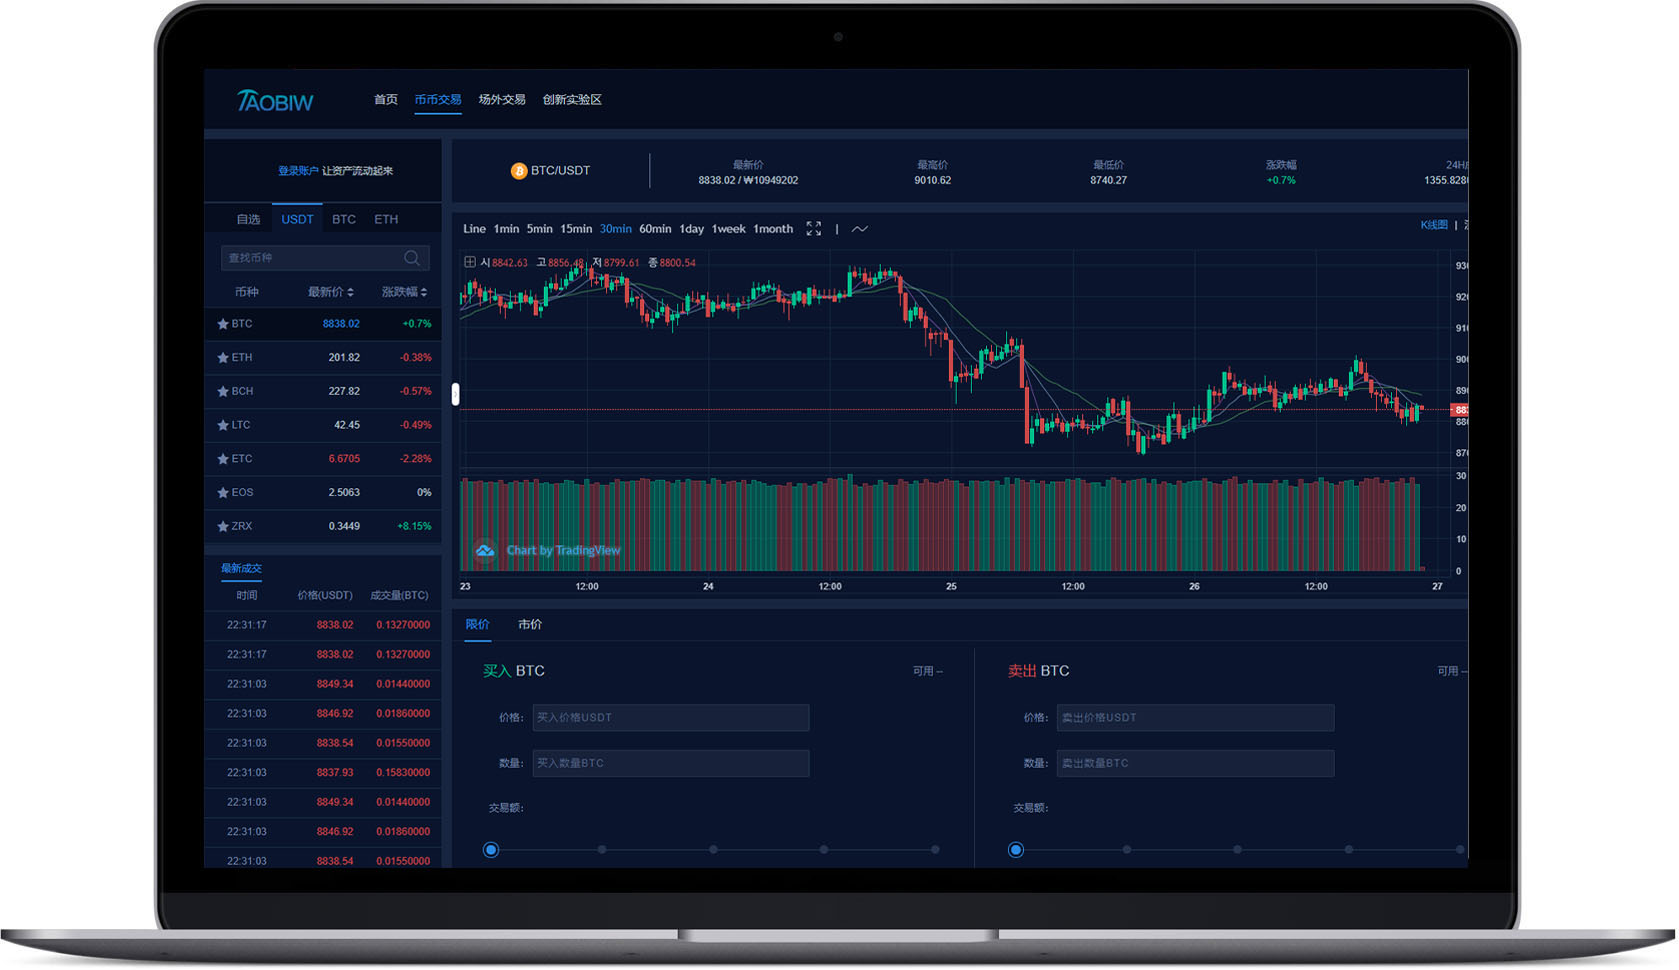 TAOBIW
首页 币币交易 场外交易 创新实验区
登录账户 让资产流动起来
BTC/USDT
最新价
8838.02 / ₩10949202
最高价
9010.62
最低价
8740.27
涨跌幅
+0.7%
24H
1355.828
自选 USDT BTC ETH
查找币种
币种 最新价 涨跌幅
BTC 8838.02 +0.7%
ETH 201.82 -0.38%
BCH 227.82 -0.57%
LTC 42.45 -0.49%
ETC 6.6705 -2.28%
EOS 2.5063 0%
ZRX 0.3449 +8.15%
最新成交
时间 价格(USDT) 成交量(BTC)
22:31:17 8838.02 0.13270000
22:31:17 8838.02 0.13270000
22:31:03 8849.34 0.01440000
22:31:03 8846.92 0.01860000
22:31:03 8838.54 0.01550000
22:31:03 8837.93 0.15830000
22:31:03 8849.34 0.01440000
22:31:03 8846.92 0.01860000
22:31:03 8838.54 0.01550000
Line 1min 5min 15min 30min 60min 1day 1week 1month |
K线图 |
시 8842.63 고 8856.48 저 8799.61 종 8800.54
93
92
91
90
89
88
88
87
30
20
10
0
Chart by TradingView
23 12:00 24 12:00 25 12:00 26 12:00 27
限价 市价
买入 BTC 可用 --
价格: 买入价格USDT
数量: 买入数量BTC
交易额:
卖出 BTC 可用 --
价格: 卖出价格USDT
数量: 卖出数量BTC
交易额: